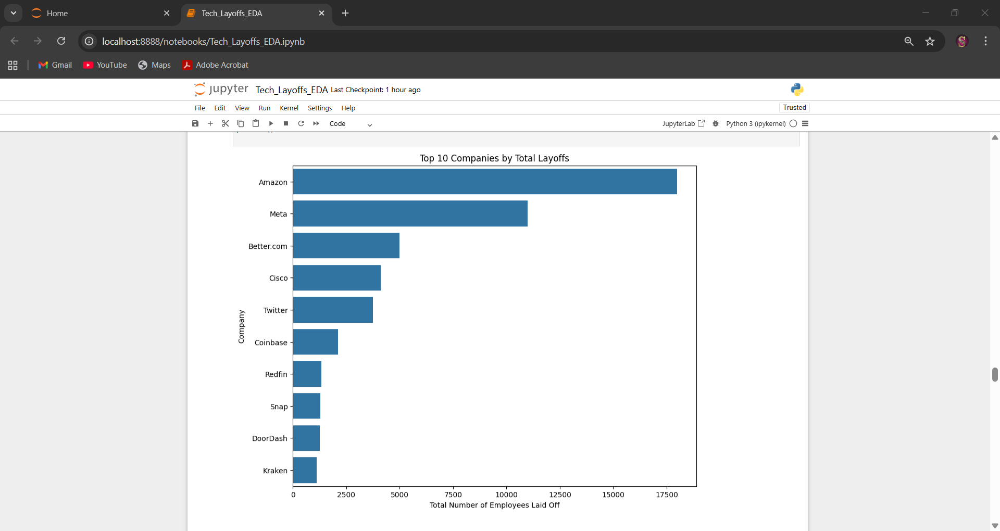 Home
Tech_Layoffs_EDA
localhost:8888/notebooks/Tech_Layoffs_EDA.ipynb
Gmail YouTube Maps Adobe Acrobat
jupyter Tech_Layoffs_EDA Last Checkpoint: 1 hour ago
File Edit View Run Kernel Settings Help Trusted
Code JupyterLab Python 3 (ipykernel)
Top 10 Companies by Total Layoffs
Amazon
Meta
Better.com
Cisco
Twitter
Company
Coinbase
Redfin
Snap
DoorDash
Kraken
0 2500 5000 7500 10000 12500 15000 17500
Total Number of Employees Laid Off